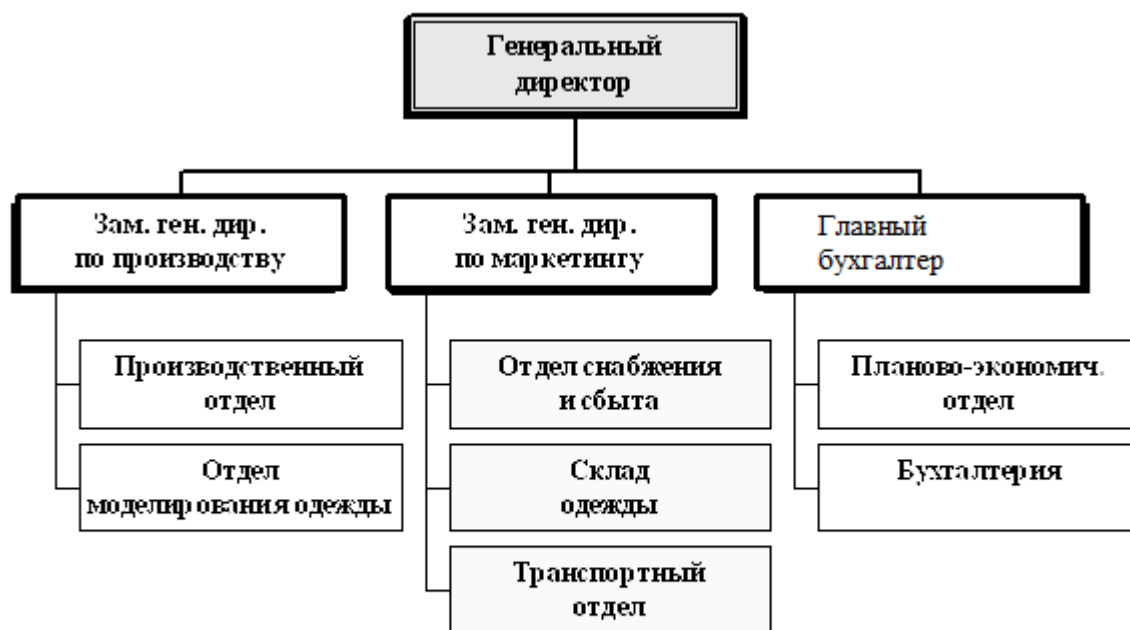 Генеральный
директор
Зам. ген. дир.
по производству
Зам. ген. дир.
по маркетингу
Главный
бухгалтер
Производственный
отдел
Отдел
моделирования одежды
Отдел снабжения
и сбыта
Склад
одежды
Транспортный
отдел
Планово-экономич.
отдел
Бухгалтерия